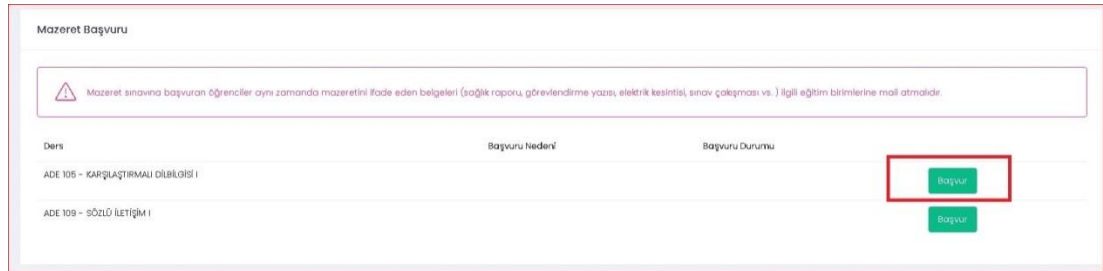 Mazeret Başvuru
Mazeret sınavına başvuran öğrenciler aynı zamanda mazeretini ifade eden belgeleri (sağlık raporu, görevlendirme yazısı, elektrik kesintisi, sınav çakışması vs. ) ilgili eğitim birimlerine mail atmalıdır.
Ders Başvuru Nedeni Başvuru Durumu
ADE 105 - KARŞILAŞTIRMALI DİLBİLGİSİ I Başvur
ADE 109 - SÖZLÜ İLETİŞİM I Başvur